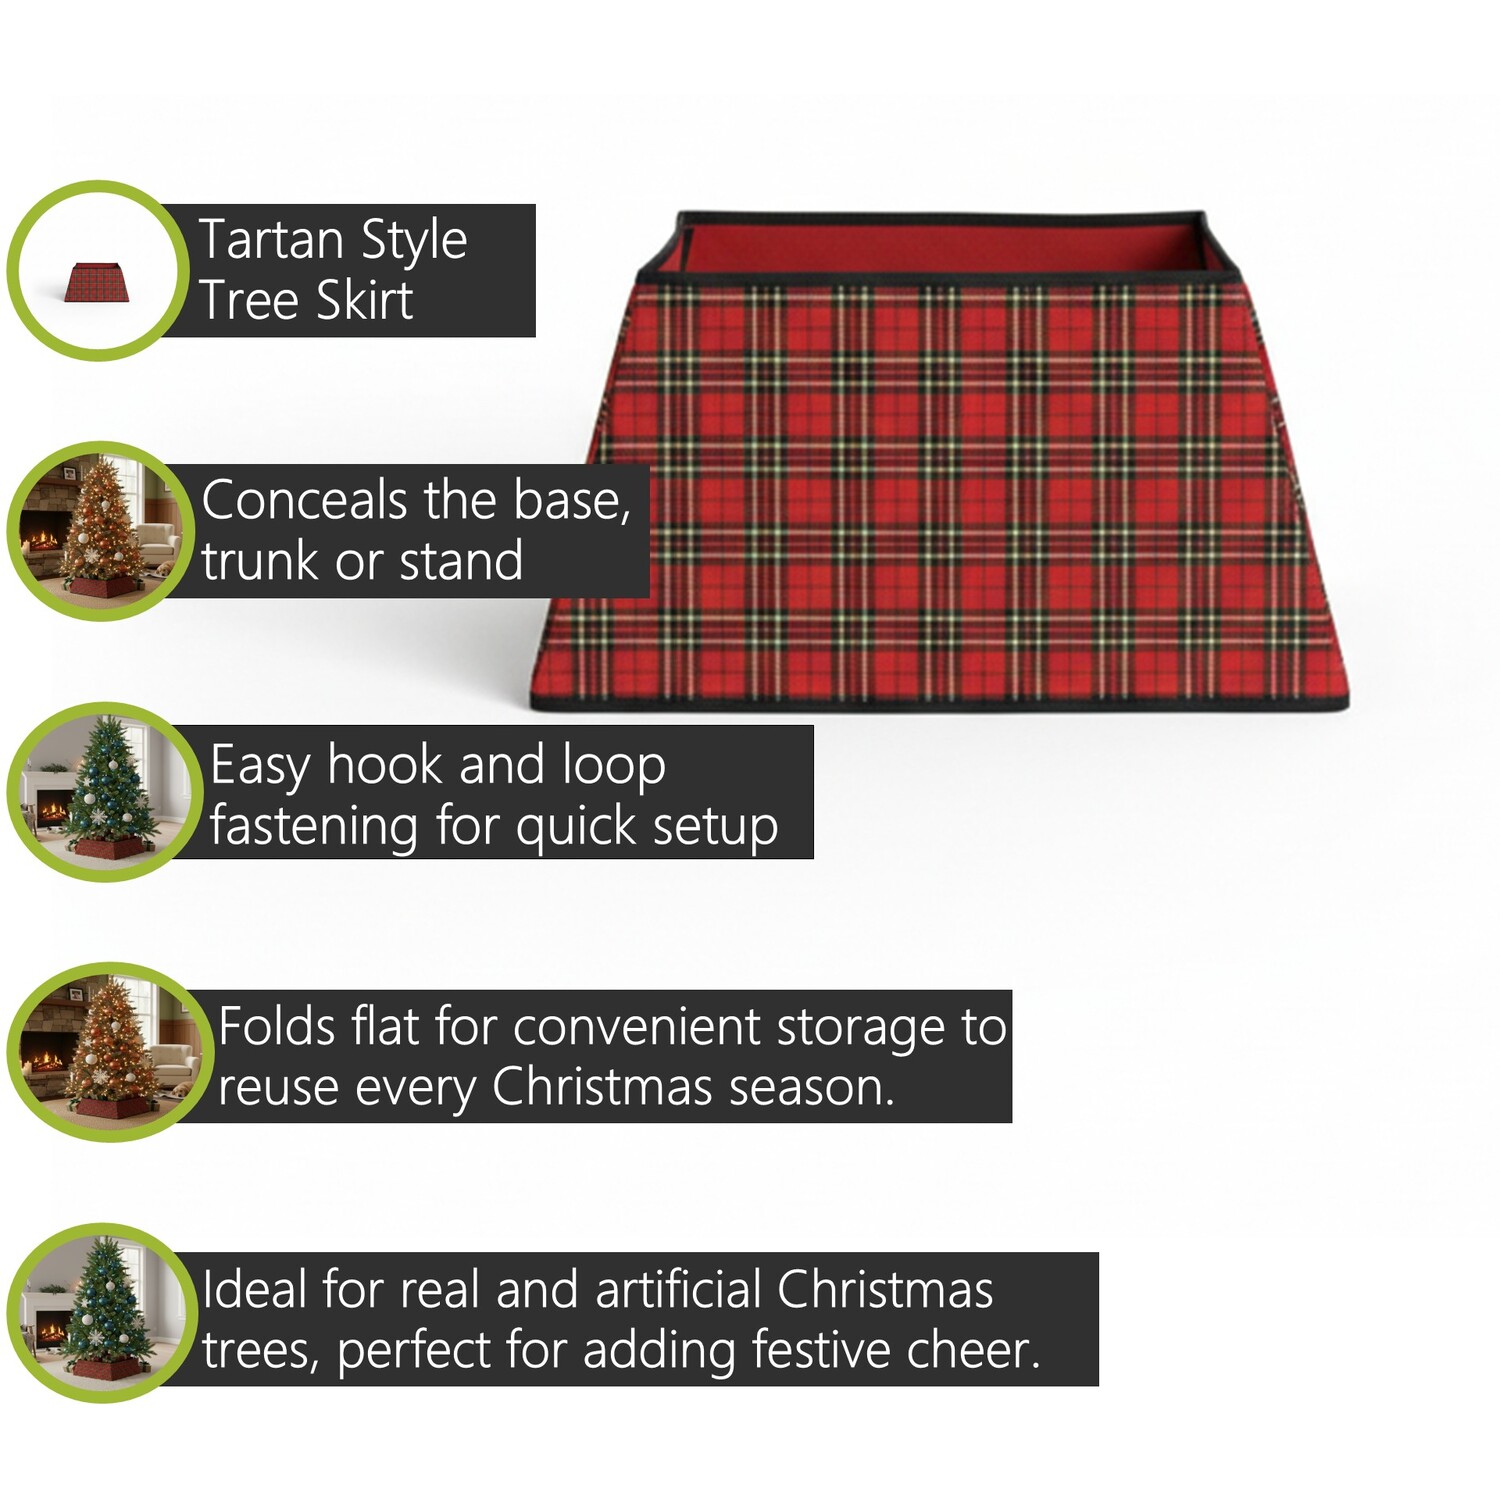 Tartan Style
Tree Skirt
Conceals the base,
trunk or stand
Easy hook and loop
fastening for quick setup
Folds flat for convenient storage to
reuse every Christmas season.
Ideal for real and artificial Christmas
trees, perfect for adding festive cheer.